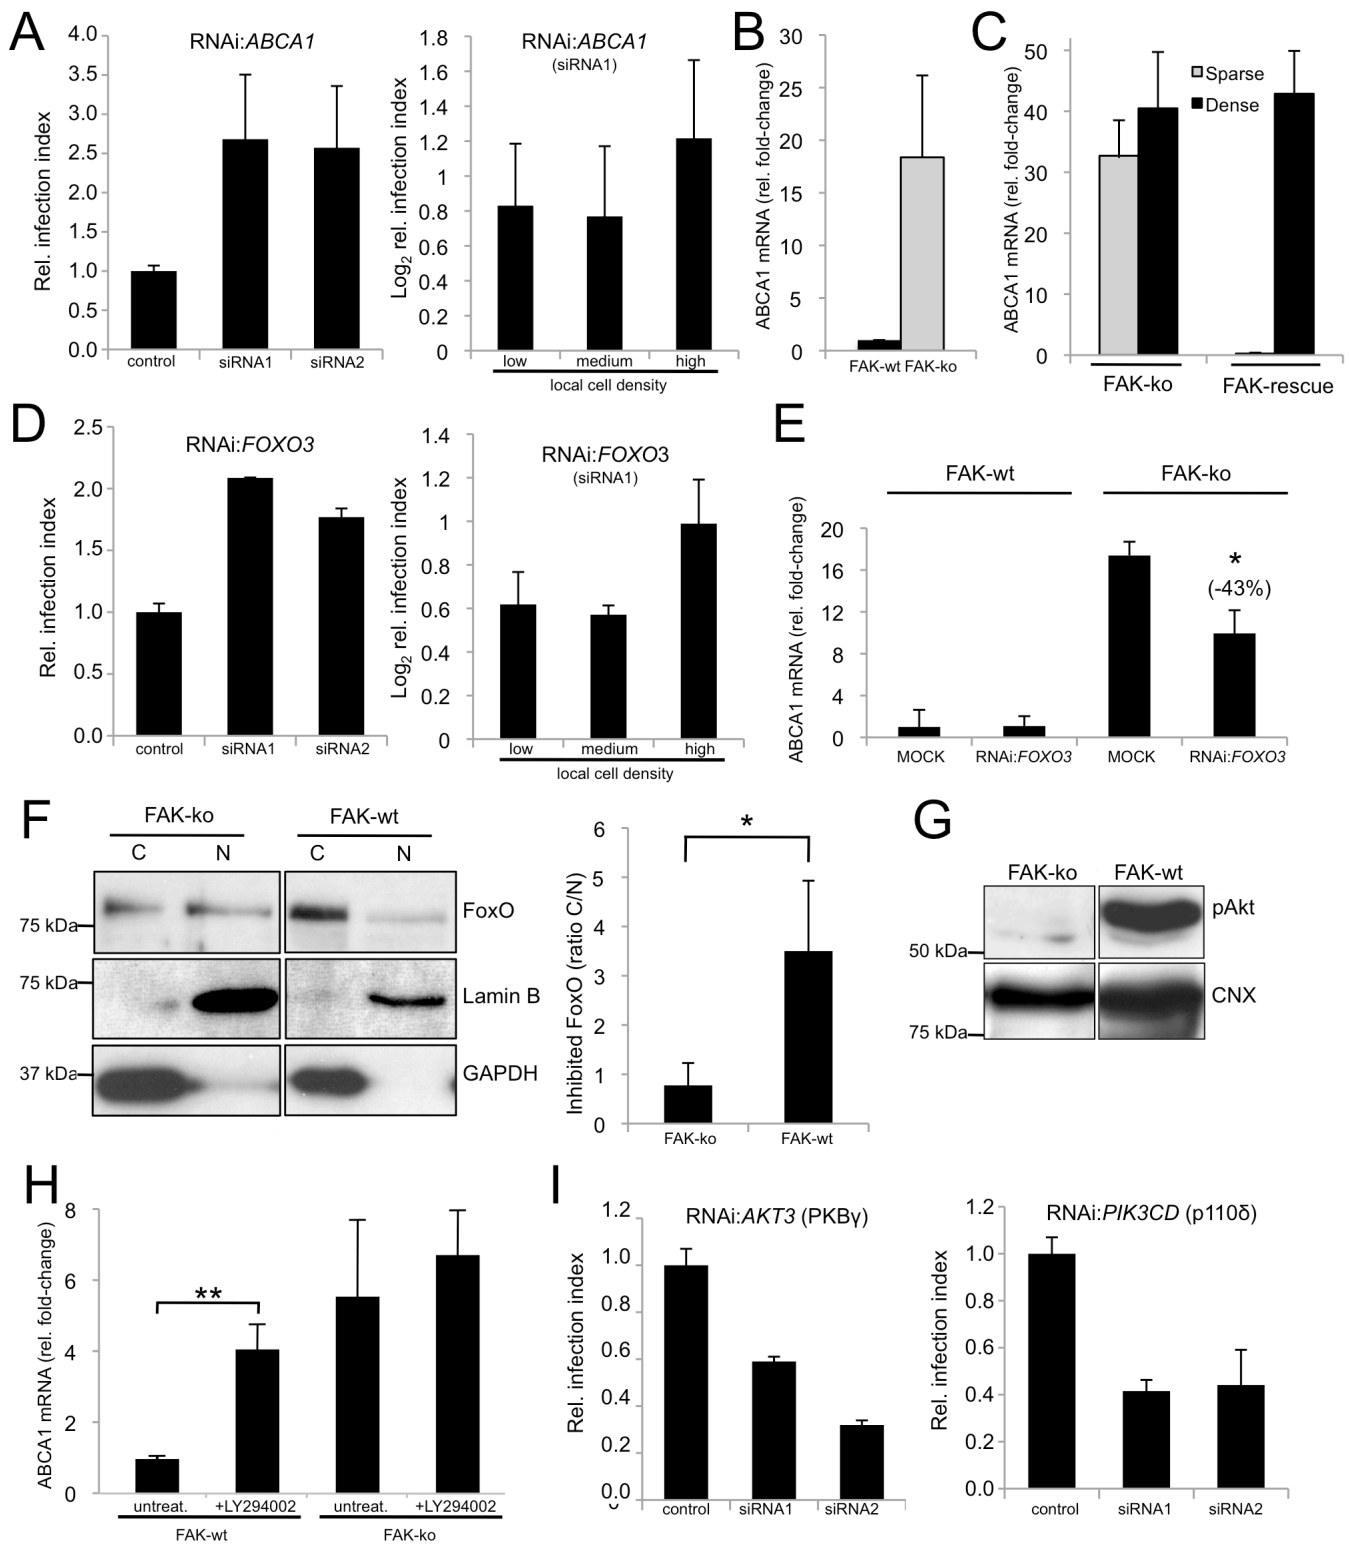 A
RNAi:ABCA1
Rel. infection index
4.0
3.5
3.0
2.5
2.0
1.5
1.0
0.5
0.0
control siRNA1 siRNA2
RNAi:ABCA1
(siRNA1)
Log2 rel. infection index
1.8
1.6
1.4
1.2
1
0.8
0.6
0.4
0.2
0
low medium high
local cell density
B
ABCA1 mRNA (rel. fold-change)
30
25
20
15
10
5
0
FAK-wt FAK-ko
C
ABCA1 mRNA (rel. fold-change)
50
40
30
20
10
0
Sparse
Dense
FAK-ko FAK-rescue
D
RNAi:FOXO3
Rel. infection index
2.5
2.0
1.5
1.0
0.5
0.0
control siRNA1 siRNA2
RNAi:FOXO3
(siRNA1)
Log2 rel. infection index
1.4
1.2
1
0.8
0.6
0.4
0.2
0
low medium high
local cell density
E
FAK-wt FAK-ko
ABCA1 mRNA (rel. fold-change)
20
16
12
8
4
0
*
(-43%)
MOCK RNAi:FOXO3 MOCK RNAi:FOXO3
F
FAK-ko FAK-wt
C N C N
75 kDa FoxO
75 kDa Lamin B
37 kDa GAPDH
Inhibited FoxO (ratio C/N)
6
5
4
3
2
1
0
*
FAK-ko FAK-wt
G
FAK-ko FAK-wt
pAkt
50 kDa
CNX
75 kDa
H
ABCA1 mRNA (rel. fold-change)
8
6
4
2
0
**
untreat. +LY294002 untreat. +LY294002
FAK-wt FAK-ko
I
RNAi:AKT3 (PKBγ)
Rel. infection index
1.2
1.0
0.8
0.6
0.4
0.2
0.0
control siRNA1 siRNA2
RNAi:PIK3CD (p110δ)
Rel. infection index
1.2
1.0
0.8
0.6
0.4
0.2
0.0
control siRNA1 siRNA2